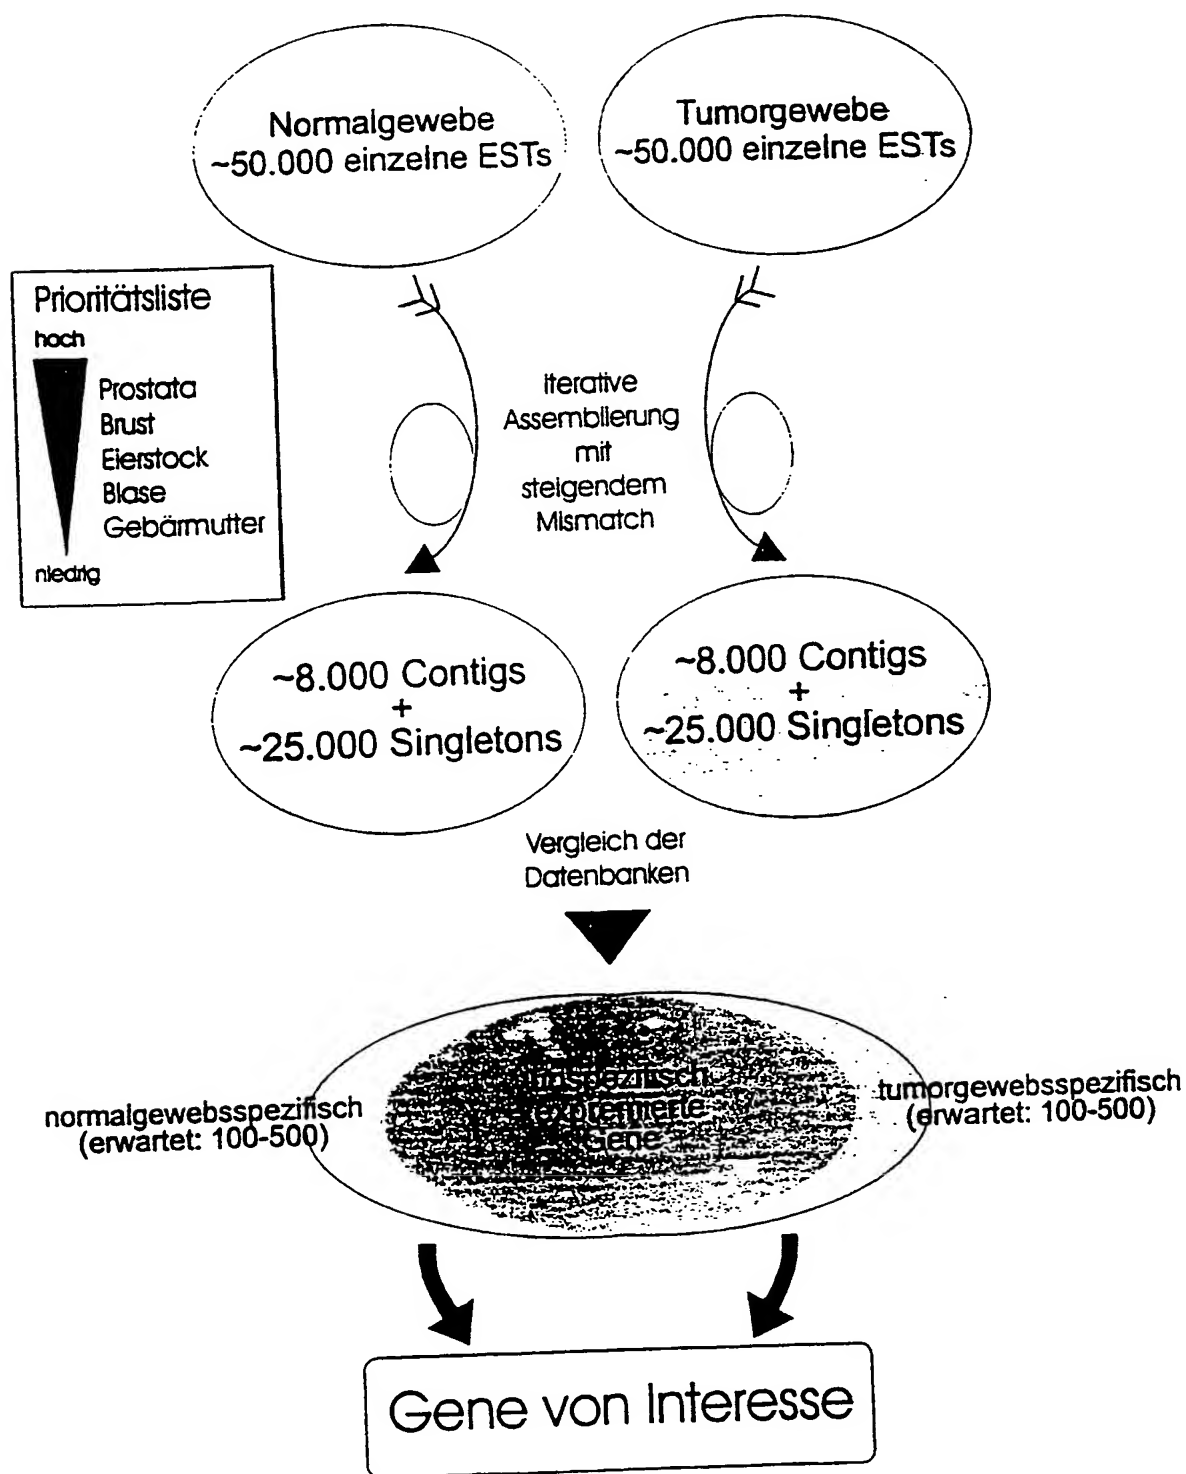 Normalgewebe
~50.000 einzelne ESTs
Tumorgewebe
~50.000 einzelne ESTs
Prioritätsliste
hoch
Prostata
Brust
Eierstock
Blase
Gebärmutter
niedrig
Iterative
Assemblierung
mit
steigendem
Mismatch
~8.000 Contigs
+
~25.000 Singletons
~8.000 Contigs
+
~25.000 Singletons
Vergleich der
Datenbanken
normalgewebsspezifisch
(erwartet: 100-500)
Gene
tumorgewebsspezifisch
(erwartet: 100-500)
Gene von Interesse